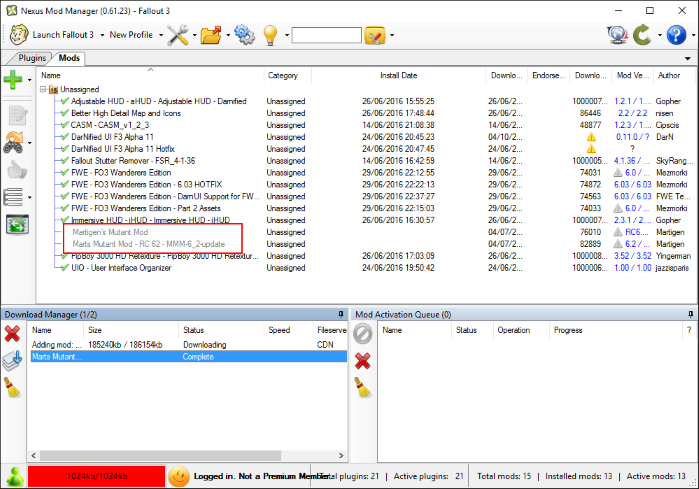 Nexus Mod Manager (0.61.23) - Fallout 3
Launch Fallout 3 New Profile
Plugins Mods
Name Category Install Date Downlo... Endorse... Downlo... Mod Ve... Author
Unassigned
Adjustable HUD - aHUD - Adjustable HUD - Darnified Unassigned 26/06/2016 15:55:25 26/06/2... 1000007... 1.2.1 / 1.... Gopher
Better High Detail Map and Icons Unassigned 26/06/2016 17:48:44 26/06/2... 86446 2.2 / 2.2 nisen
CASM - CASM_v1_2_3 Unassigned 14/06/2016 21:08:38 14/06/2... 48877 1.2.3 / 1.... Cipscis
DarNified UI F3 Alpha 11 Unassigned 24/06/2016 20:45:23 04/10/2... 0.11.0 / ? DarN
DarNified UI F3 Alpha 11 Hotfix Unassigned 24/06/2016 20:47:45 ?
Fallout Stutter Remover - FSR_4-1-36 Unassigned 14/06/2016 16:42:59 26/06/2... 1000005... 4.1.36 / ... SkyRang...
FWE - FO3 Wanderers Edition Unassigned 29/06/2016 22:12:55 29/06/2... 74031 6.0 / ... Mezmorki
FWE - FO3 Wanderers Edition - 6.03 HOTFIX Unassigned 29/06/2016 22:22:13 29/06/2... 74872 6.03 / 6.03 Mezmorki
FWE - FO3 Wanderers Edition - DamUI Support for FW... Unassigned 29/06/2016 22:22:37 29/06/2... 74563 6.03 / 6.03 FWE Te...
FWE - FO3 Wanderers Edition - Part 2 Assets Unassigned 29/06/2016 22:15:03 29/06/2... 74033 6.0 / ... Mezmorki
Immersive HUD - iHUD - Immersive HUD - iHUD Unassigned 26/06/2016 16:30:57 26/06/2... 1000007... 2.3.1 / 2.... Gopher
Martigen's Mutant Mod Unassigned 04/07/2... 76010 RC6.... Martigen
Marts Mutant Mod - RC 62 - MMM-6_2-update Unassigned 04/07/2... 82889 6.2 / ... Martigen
PipBoy 3000 HD Retexture - PipBoy 3000 HD Retextur... Unassigned 24/06/2016 17:03:09 26/06/2... 1000006... 3.52 / 3.52 Yingerman
UIO - User Interface Organizer Unassigned 24/06/2016 19:50:42 24/06/2... 1000008... 1.00 / 1.00 jazzisparis
Download Manager (1/2) Mod Activation Queue (0)
Name Size Status Speed Fileserve Name Status Operation Progress ?
Adding mod: ... 185240kb / 186154kb Downloading CDN
Marts Mutant... Complete
1024kb/1024kb Logged in. Not a Premium Member. Total plugins: 21 | Active plugins: 21 Total mods: 15 | Installed mods: 13 | Active mods: 13